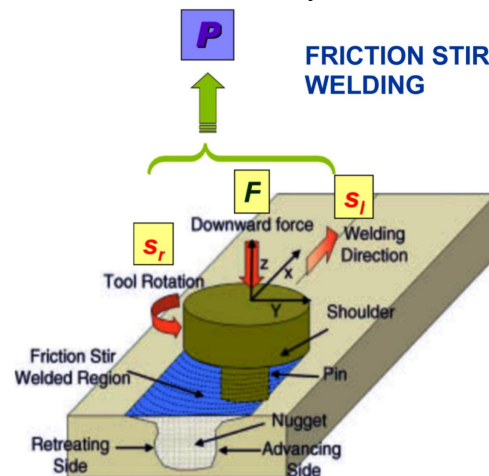 P
FRICTION STIR
WELDING
F
s_l
s_r
Downward force
Welding
Direction
Tool Rotation
z
x
Y
Shoulder
Friction Stir
Welded Region
Pin
Nugget
Retreating
Side
Advancing
Side